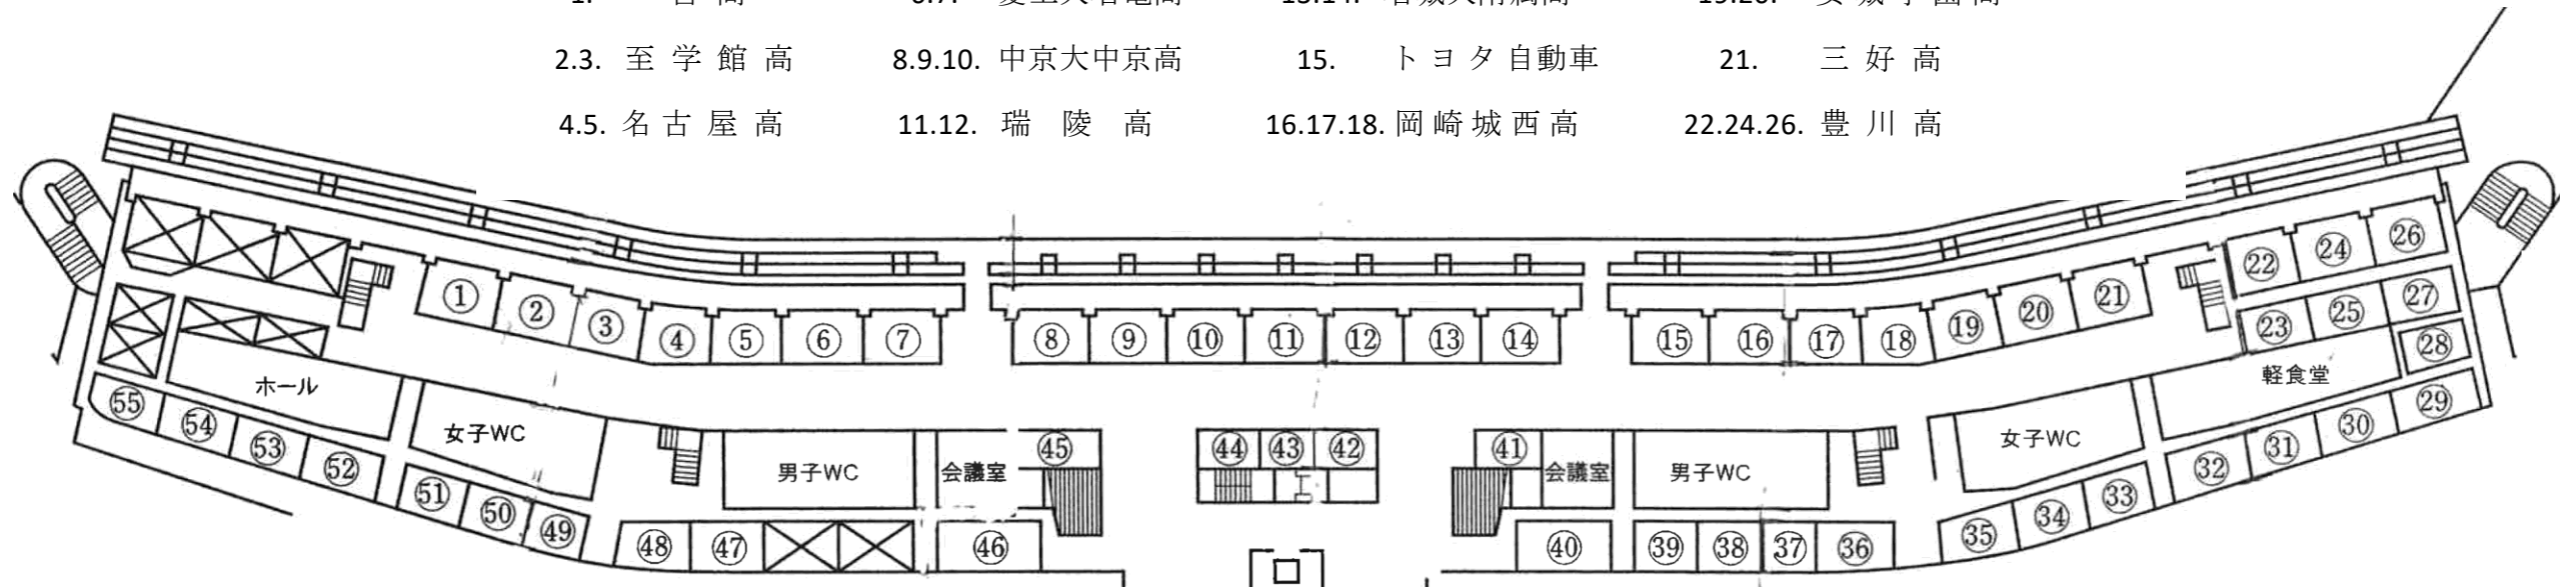 2.3. 至 学 館 高 8.9.10. 中京大中京高 15. トヨタ自動車 21. 三 好 高
4.5. 名 古 屋 高 11.12. 瑞 陵 高 16.17.18. 岡崎城西高 22.24.26. 豊 川 高
① ② ③ ④ ⑤ ⑥ ⑦ ⑧ ⑨ ⑩ ⑪ ⑫ ⑬ ⑭ ⑮ ⑯ ⑰ ⑱ ⑲ ⑳ ㉑ ㉒ ㉔ ㉖
㉓ ㉕ ㉗
㉘
ホール
軽食堂
女子WC
女子WC
男子WC
会議室
㊺ ㊹ ㊸ ㊷ ㊶
会議室
男子WC
㊿+5 54 53 52 51 ㊿ ㊾ ㊽ ㊼ ㊻ ㊵ ㊴ ㊳ ㊲ ㊱ ㉟ ㉞ ㉝ ㉜ ㉛ ㉚ ㉙